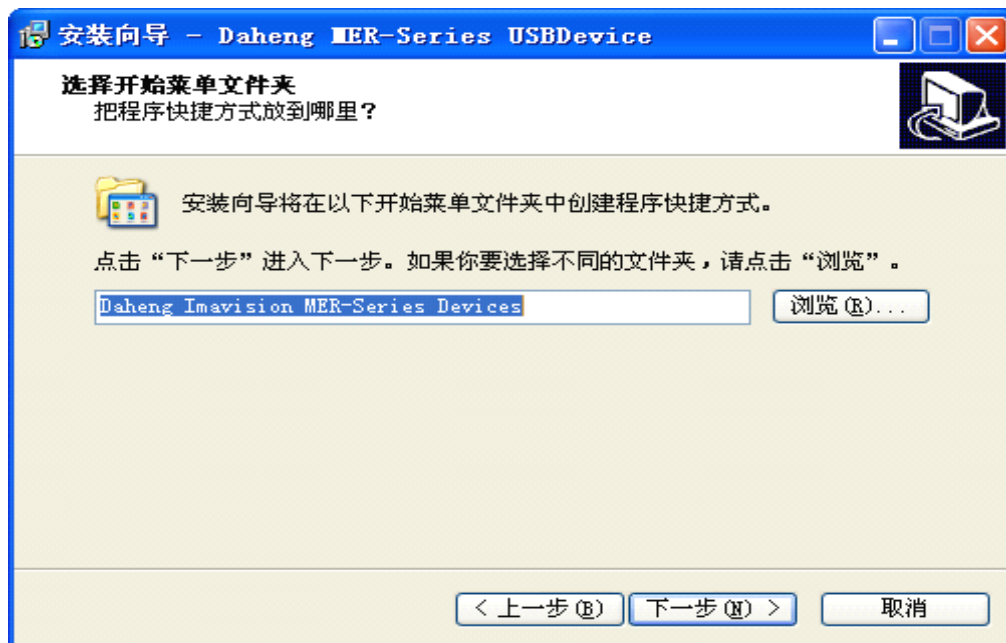 安装向导 - Daheng MER-Series USBDevice
选择开始菜单文件夹
把程序快捷方式放到哪里?
安装向导将在以下开始菜单文件夹中创建程序快捷方式。
点击“下一步”进入下一步。如果你要选择不同的文件夹,请点击“浏览”。
Daheng Imavision MER-Series Devices
浏览(R)...
< 上一步(B)
下一步(N) >
取消